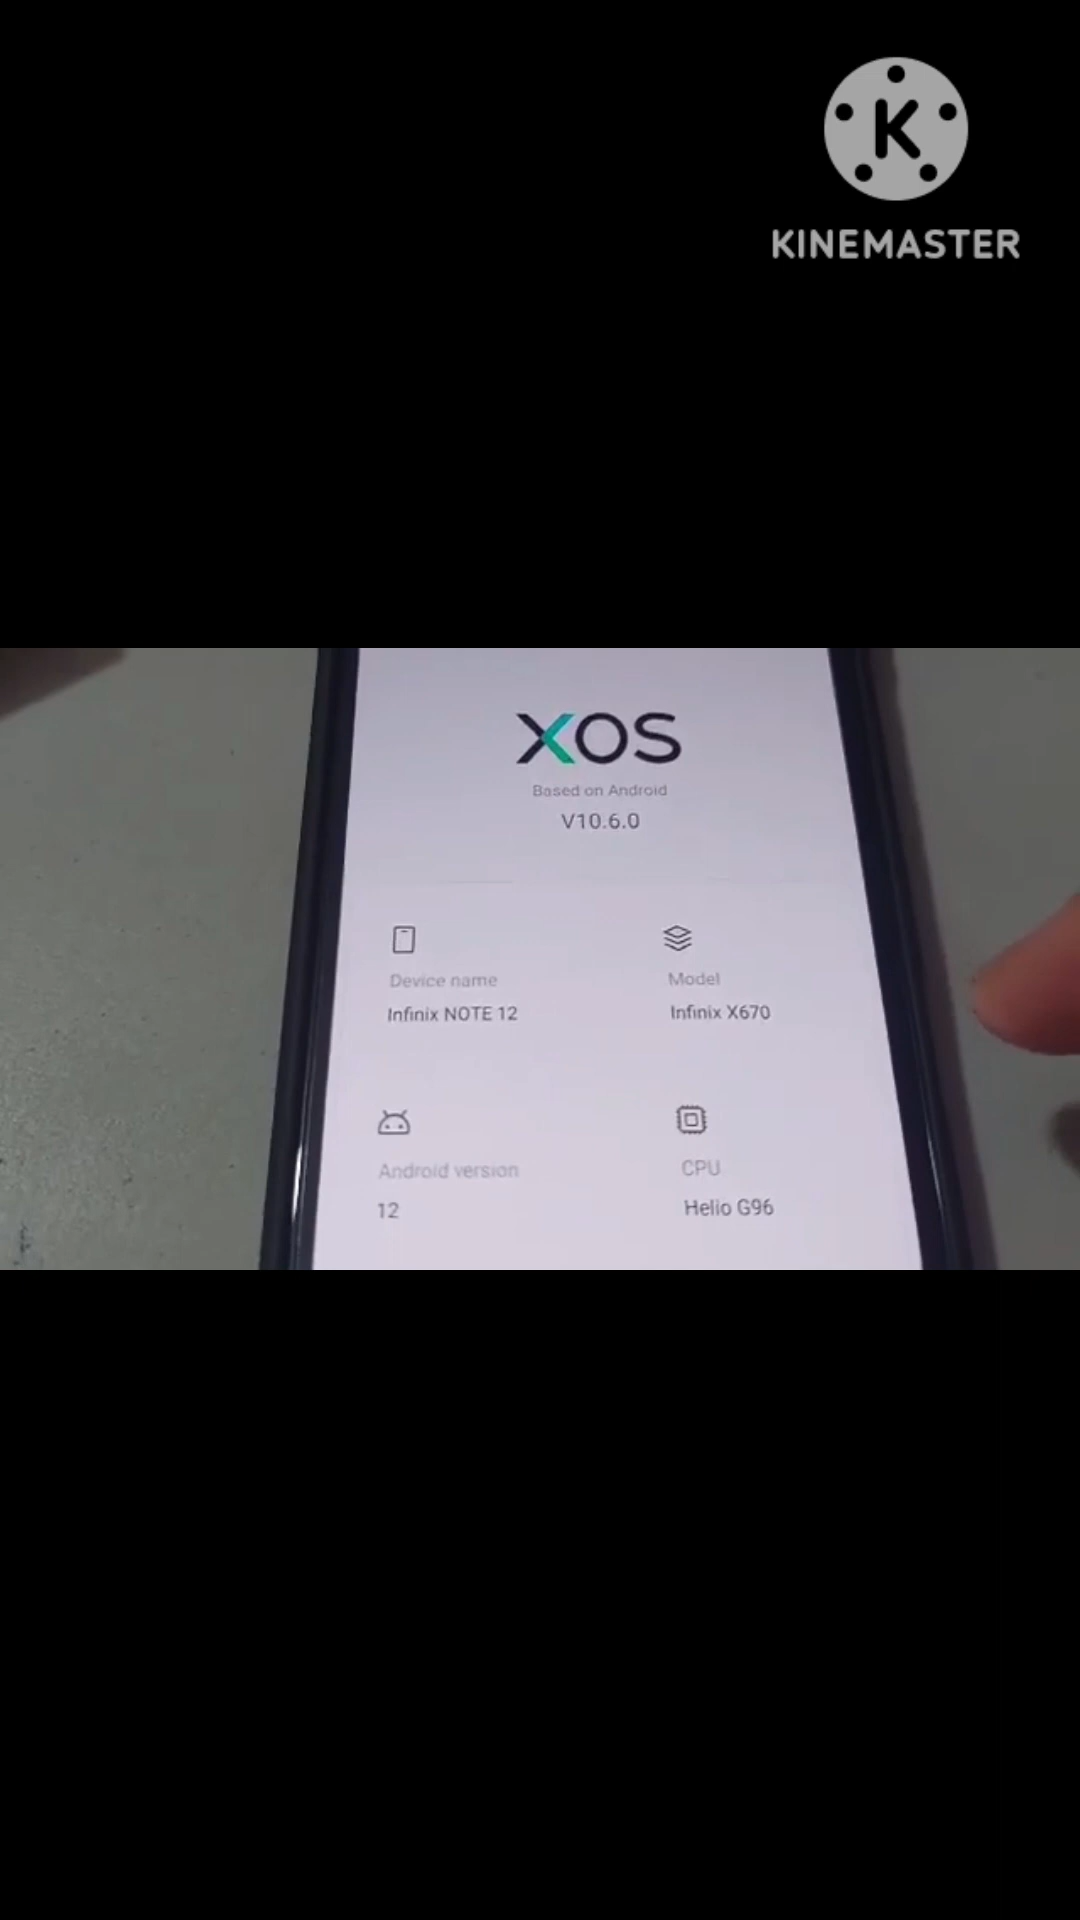 K
KINEMASTER
XOS
Based on Android
V10.6.0
Device name
Model
Infinix NOTE 12
Infinix X670
Android version
CPU
12
Helio G96